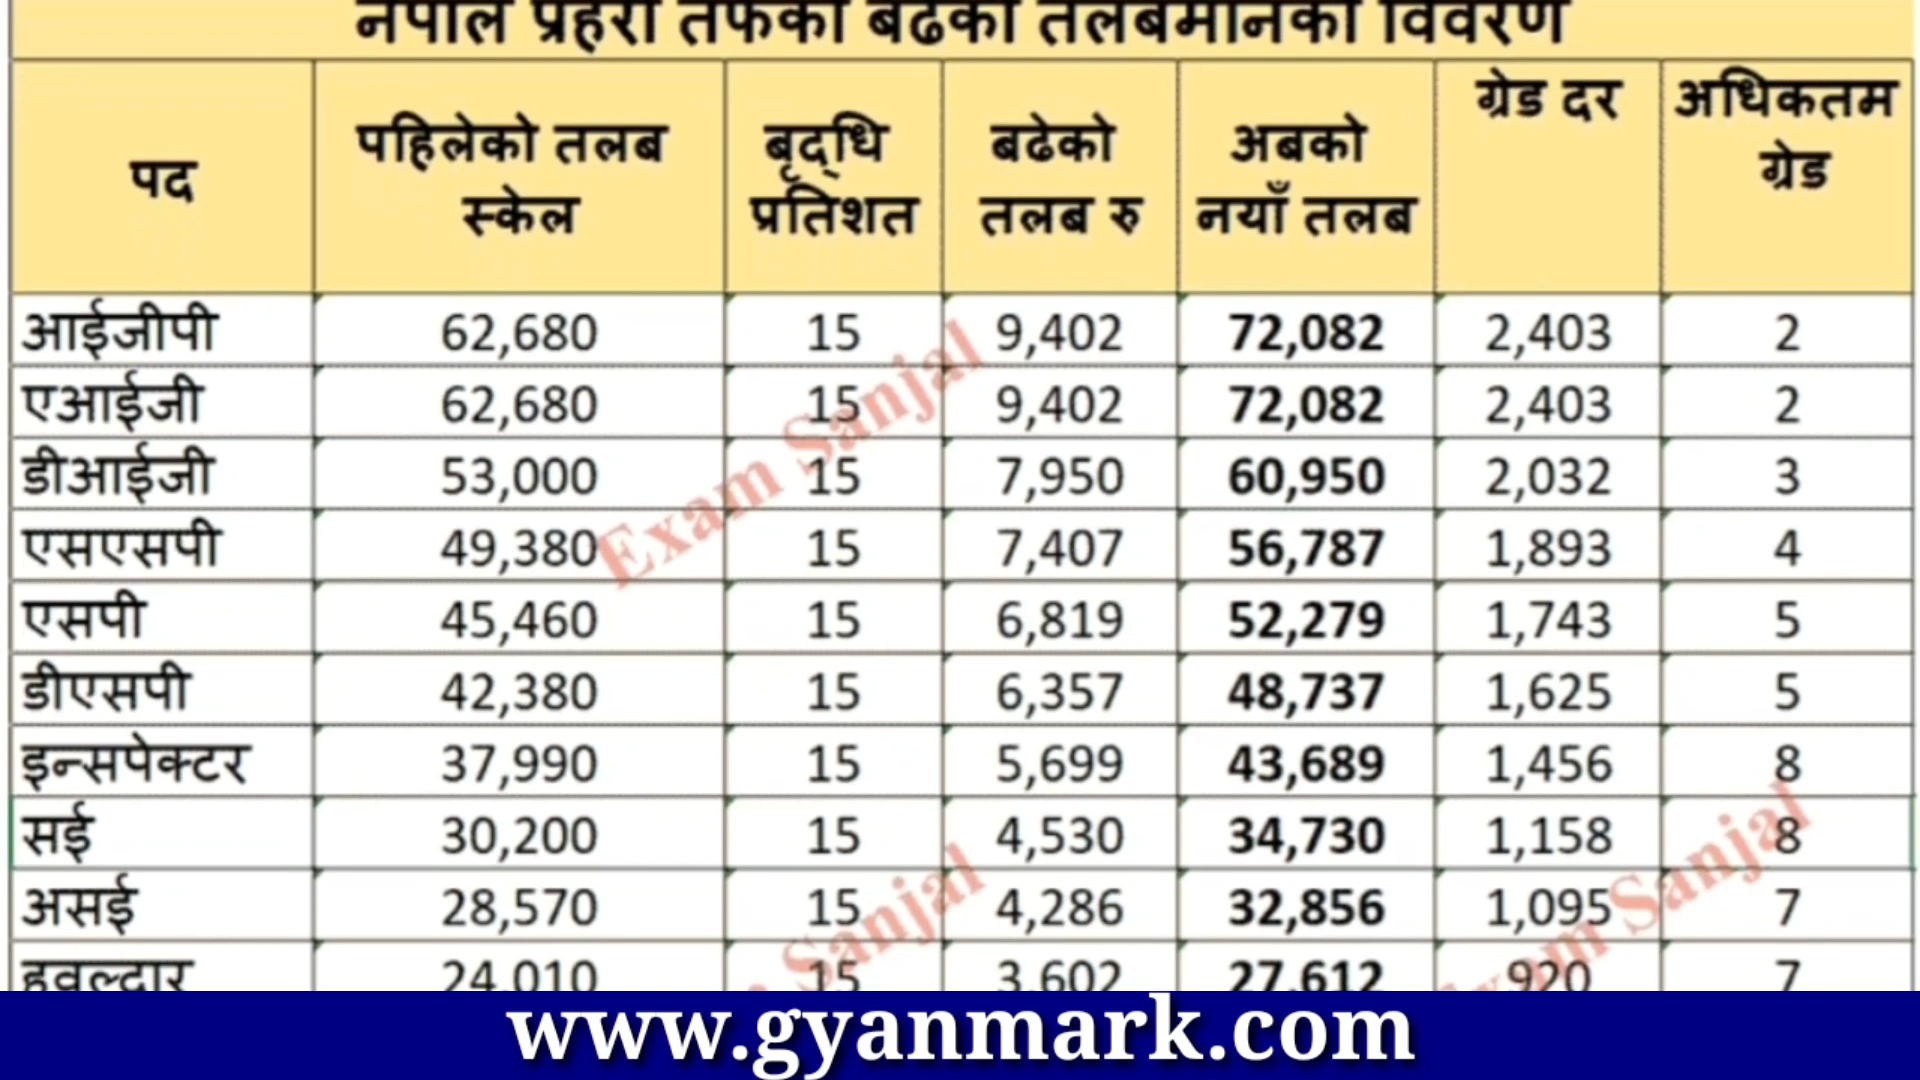 नेपाल प्रहरी तर्फको बढेको तलबमानको विवरण
पद पहिलेको तलब स्केल बृद्धि प्रतिशत बढेको तलब रु अबको नयाँ तलब ग्रेड दर अधिकतम ग्रेड
आईजीपी 62,680 15 9,402 72,082 2,403 2
एआईजी 62,680 15 9,402 72,082 2,403 2
डीआईजी 53,000 15 7,950 60,950 2,032 3
एसएसपी 49,380 15 7,407 56,787 1,893 4
एसपी 45,460 15 6,819 52,279 1,743 5
डीएसपी 42,380 15 6,357 48,737 1,625 5
इन्सपेक्टर 37,990 15 5,699 43,689 1,456 8
सई 30,200 15 4,530 34,730 1,158 8
असई 28,570 15 4,286 32,856 1,095 7
हवल्दार 24,010 15 3,602 27,612 920 7
Exam Sanjal
Sanjal
Exam Sanjal
www.gyanmark.com